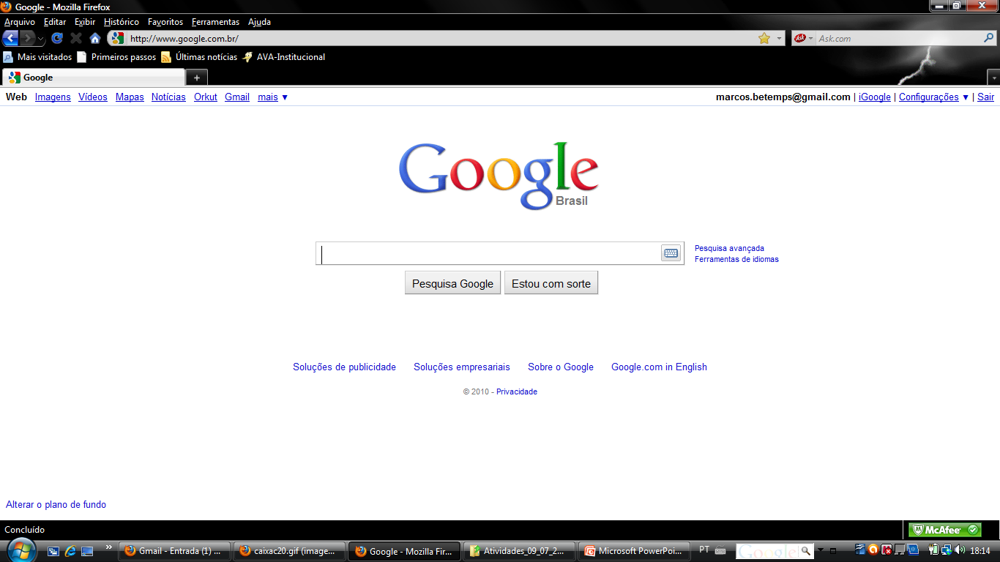 Google - Mozilla Firefox
Arquivo Editar Exibir Histórico Favoritos Ferramentas Ajuda
http://www.google.com.br/ Ask Ask.com
Mais visitados Primeiros passos Últimas notícias AVA-Institucional
Google +
Web Imagens Vídeos Mapas Notícias Orkut Gmail mais ▼ marcos.betemps@gmail.com | iGoogle | Configurações ▼ | Sair
Google
Brasil
Pesquisa avançada
Ferramentas de idiomas
Pesquisa Google Estou com sorte
Soluções de publicidade Soluções empresariais Sobre o Google Google.com in English
© 2010 - Privacidade
Alterar o plano de fundo
Concluído McAfee
» Gmail - Entrada (1) ... caixac20.gif (image... Google - Mozilla Fir... Atividades_09_07_2... Microsoft PowerPoi... PT Google 18:14